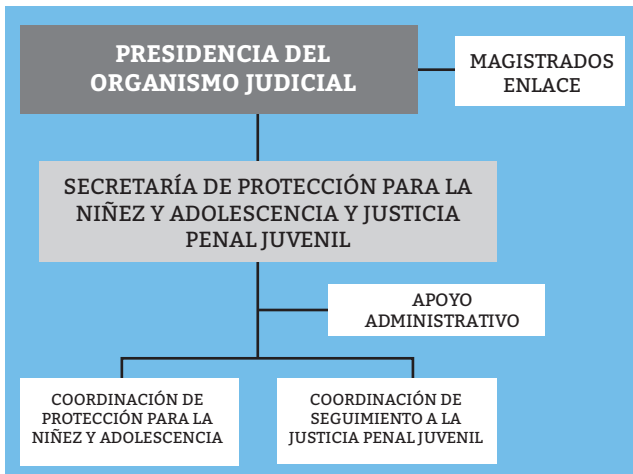 PRESIDENCIA DEL
ORGANISMO JUDICIAL
MAGISTRADOS
ENLACE
SECRETARÍA DE PROTECCIÓN PARA LA
NIÑEZ Y ADOLESCENCIA Y JUSTICIA
PENAL JUVENIL
APOYO
ADMINISTRATIVO
COORDINACIÓN DE
PROTECCIÓN PARA LA
NIÑEZ Y ADOLESCENCIA
COORDINACIÓN DE
SEGUIMIENTO A LA
JUSTICIA PENAL JUVENIL